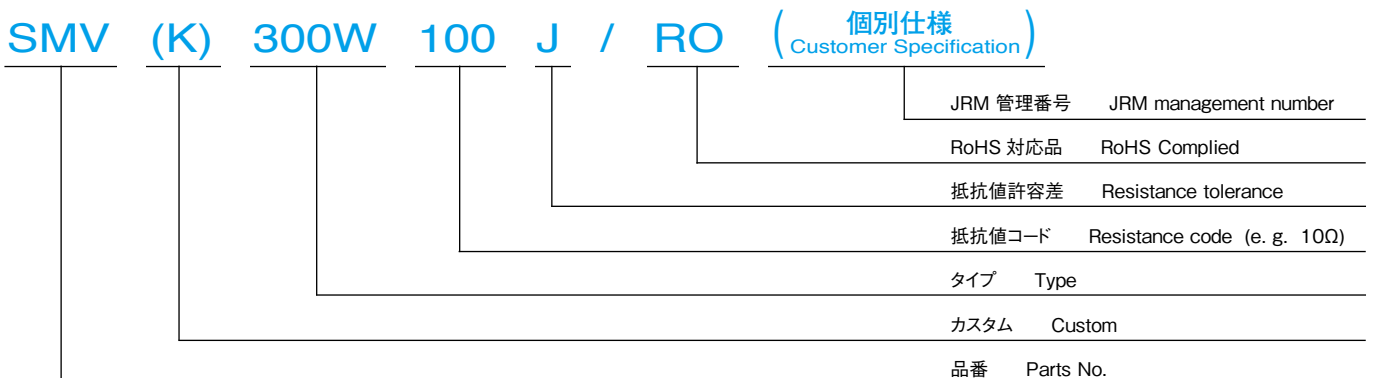 SMV (K) 300W 100 J / RO (個別仕様
Customer Specification)
JRM 管理番号 JRM management number
RoHS 対応品 RoHS Complied
抵抗値許容差 Resistance tolerance
抵抗値コード Resistance code (e. g. 10Ω)
タイプ Type
カスタム Custom
品番 Parts No.